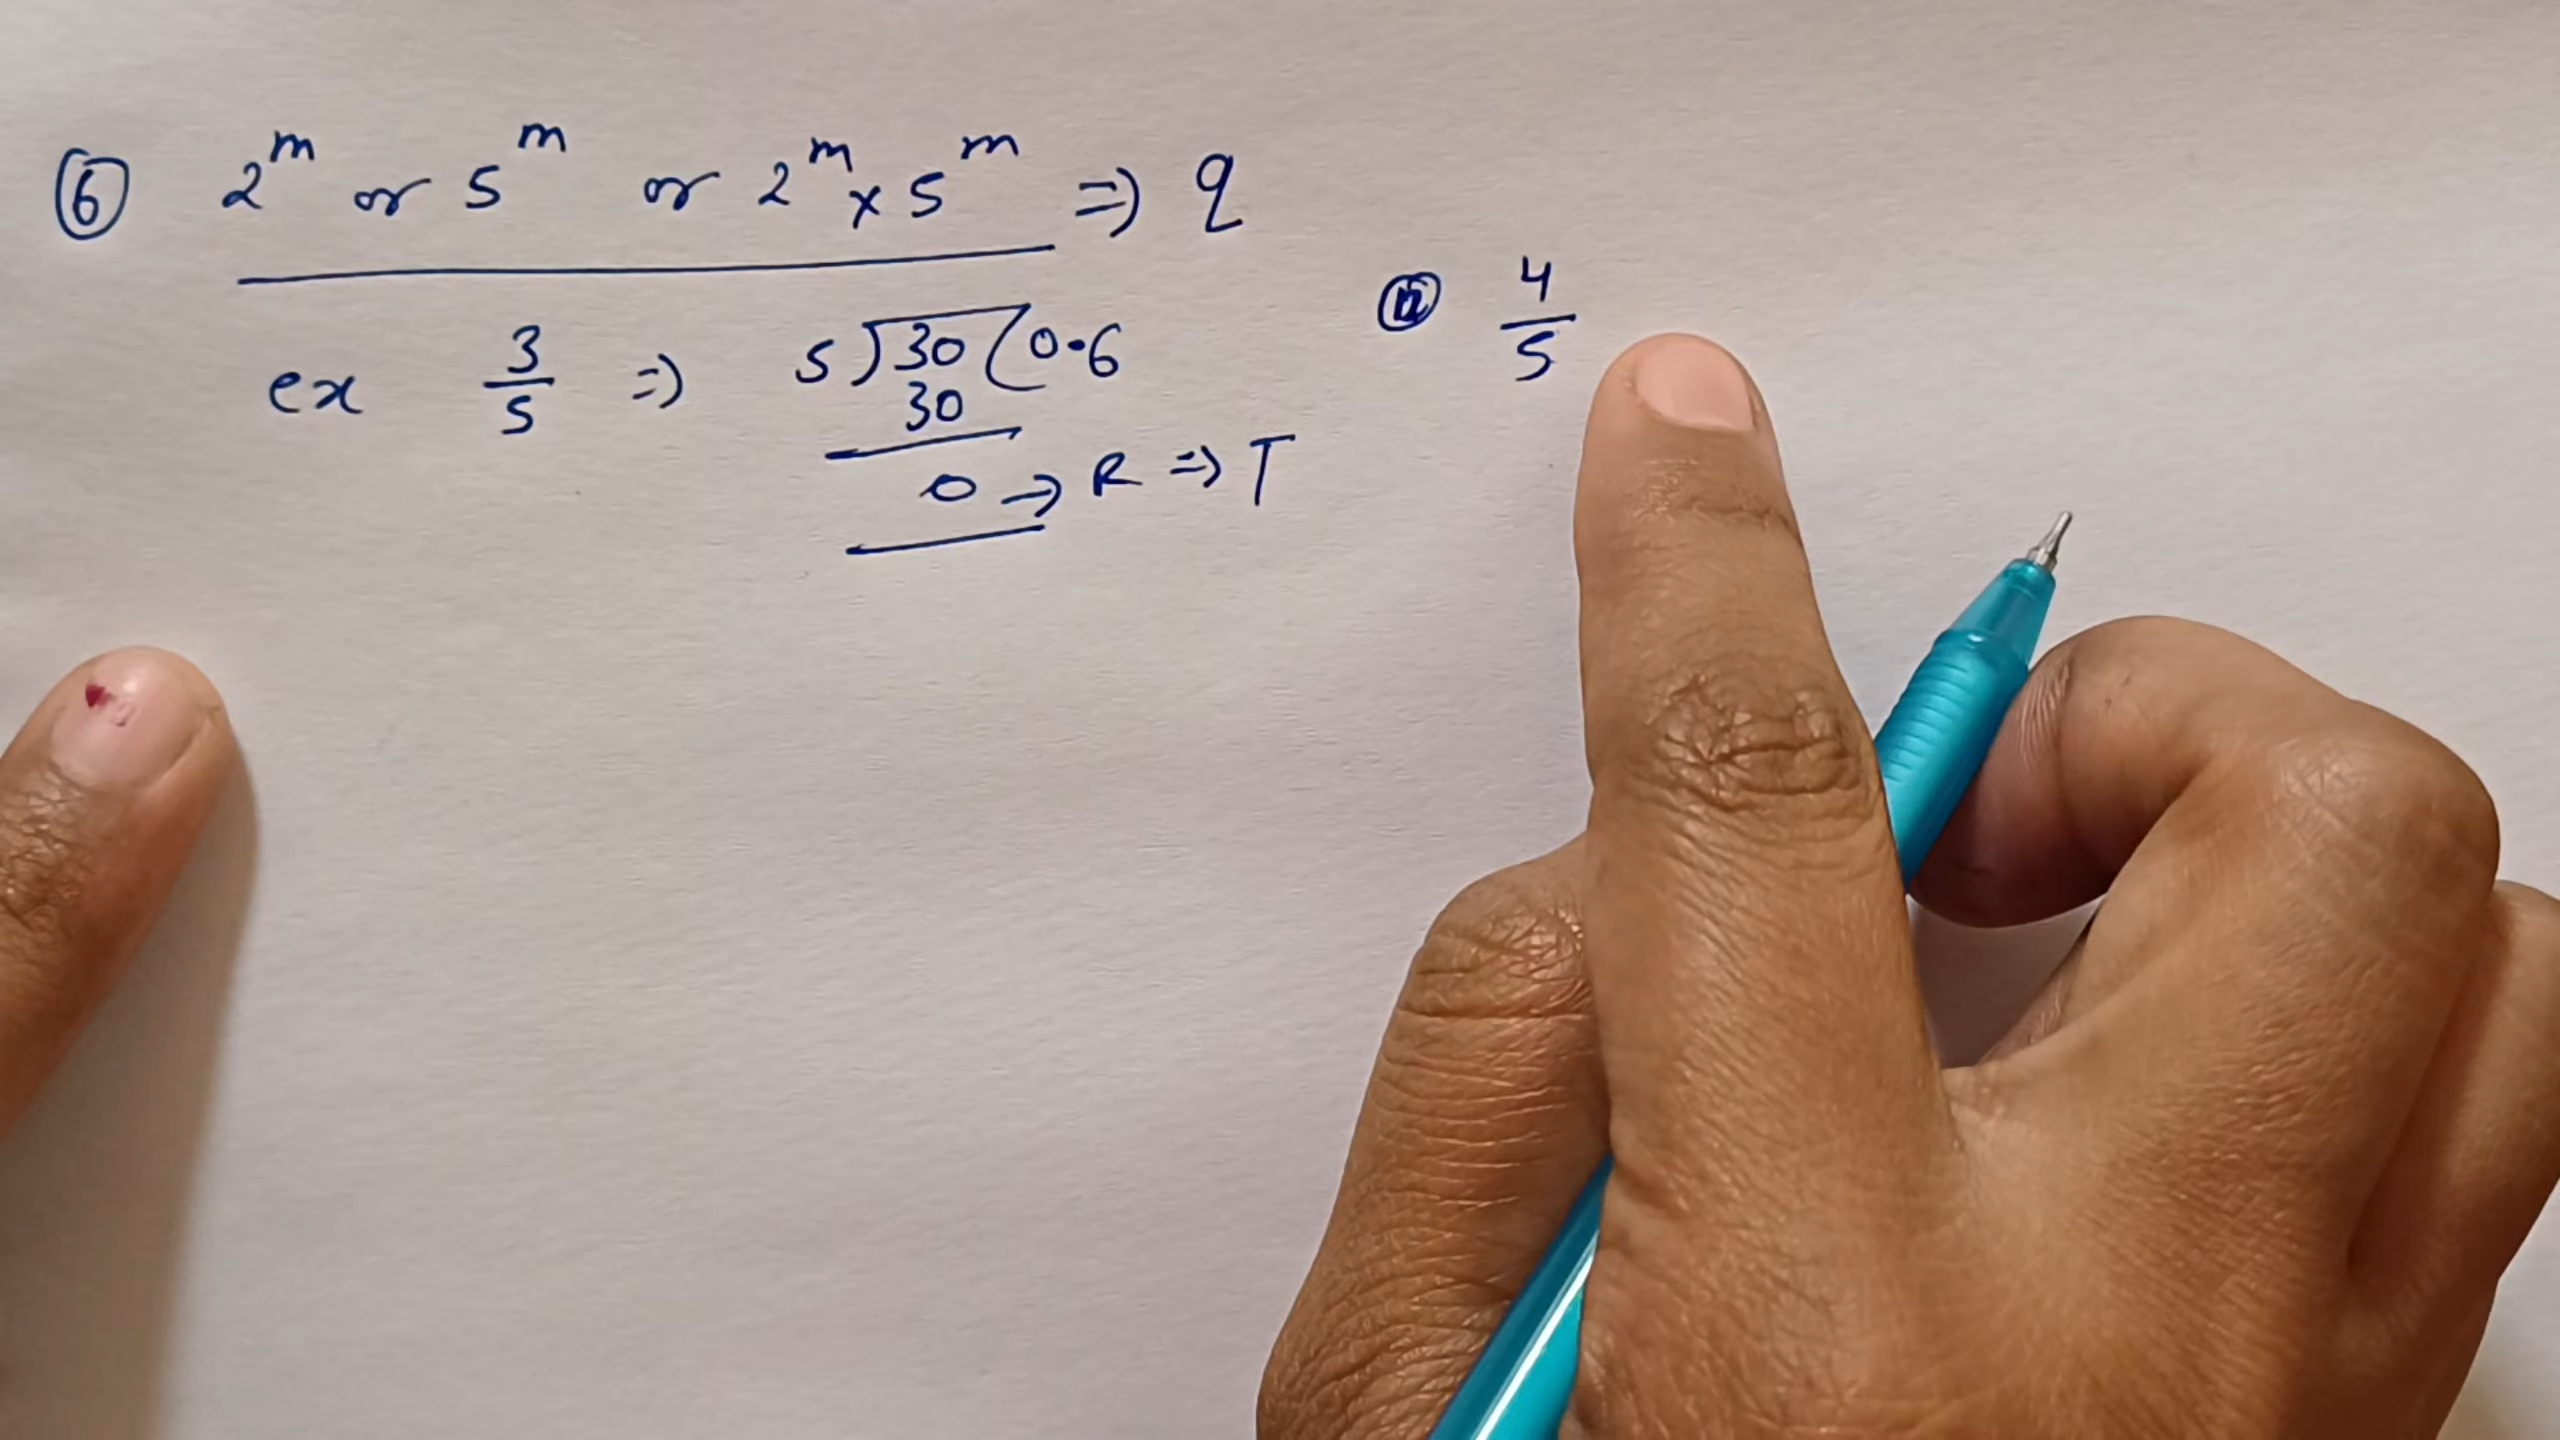 ⑥ 2^m or 5^m or 2^m × 5^m => q
ex 3/5 => 5)30(0.6
30
0 → R => T
4/5